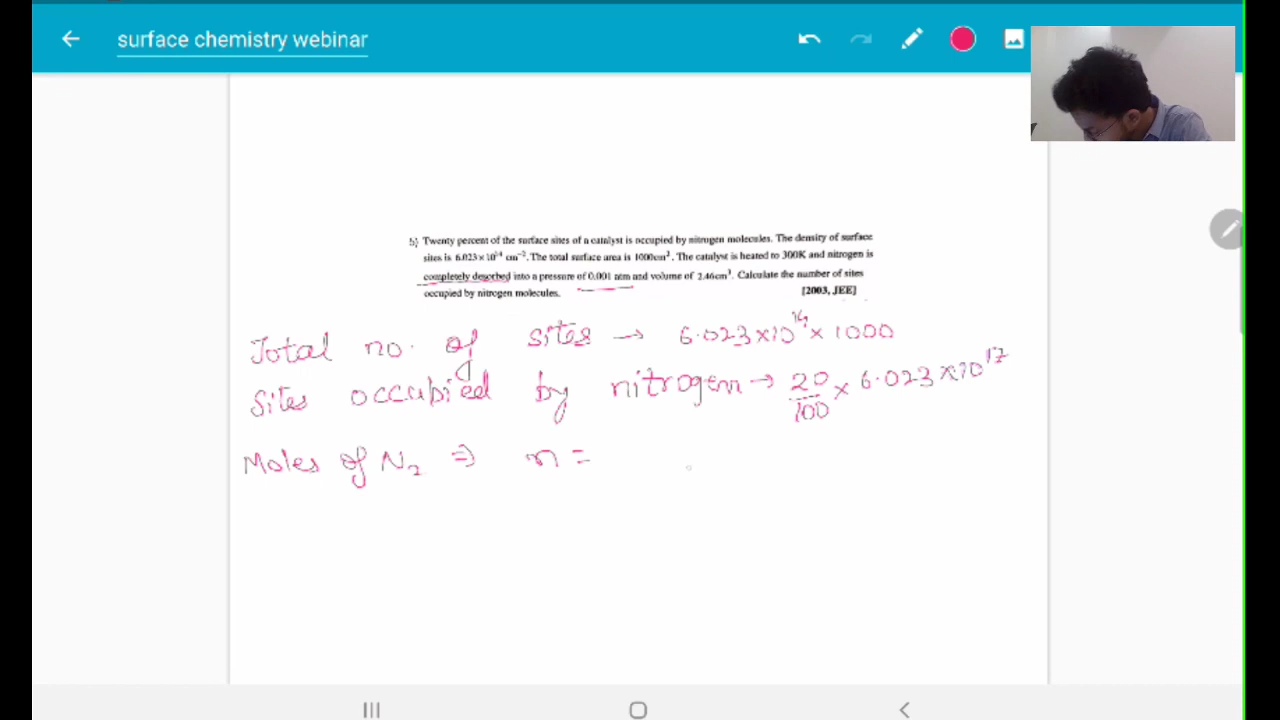 surface chemistry webinar
5) Twenty percent of the surface sites of a catalyst is occupied by nitrogen molecules. The density of surface
sites is 6.023×10¹⁴ cm⁻². The total surface area is 1000cm². The catalyst is heated to 300K and nitrogen is
completely desorbed into a pressure of 0.001 atm and volume of 2.46cm³. Calculate the number of sites
occupied by nitrogen molecules. [2003, JEE]
Total no. of sites → 6.023×10¹⁴ × 1000
Sites occupied by nitrogen → 20/100 × 6.023×10¹⁷
Moles of N₂ ⇒ n =